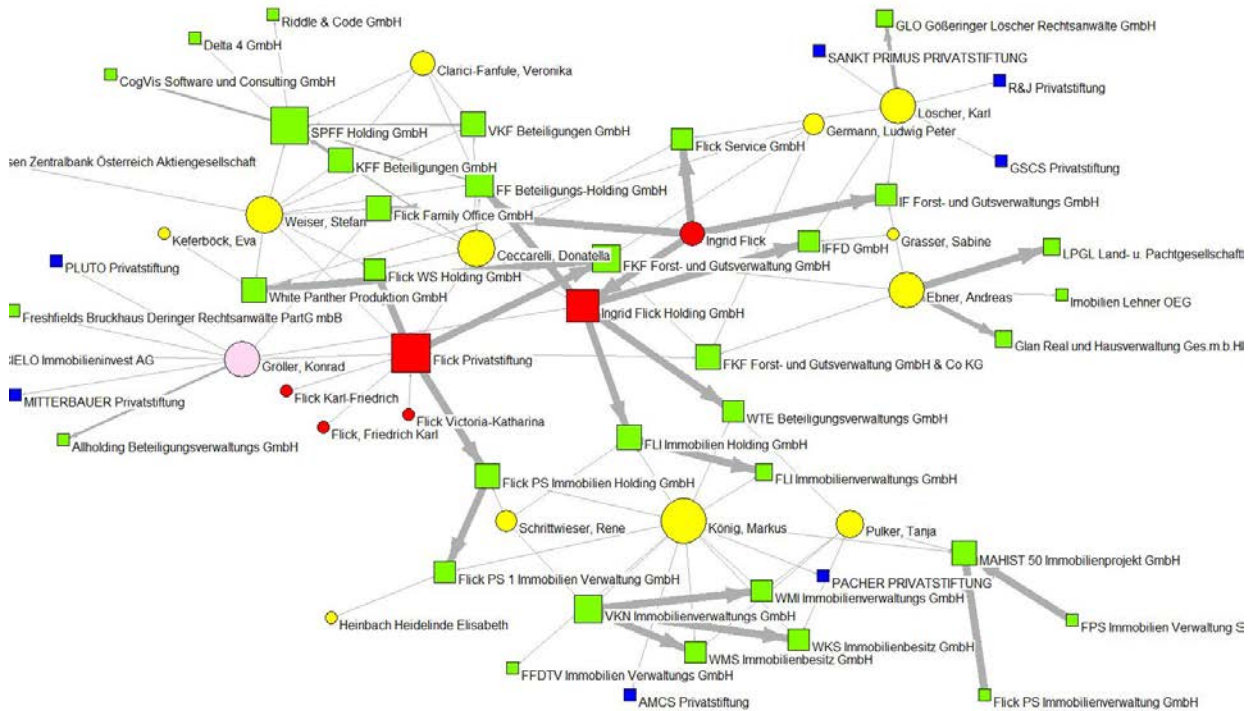 Riddle & Code GmbH
GLO Gößeringer Löscher Rechtsanwälte GmbH
Delta 4 GmbH
SANKT PRIMUS PRIVATSTIFTUNG
Clarici-Fanfule, Veronika
CogVis Software und Consulting GmbH
R&J Privatstiftung
Löscher, Karl
SPFF Holding GmbH
VKF Beteiligungen GmbH
Germann, Ludwig Peter
Flick Service GmbH
sen Zentralbank Österreich Aktiengesellschaft
KFF Beteiligungen GmbH
GSCS Privatstiftung
FF Beteiligungs-Holding GmbH
IF Forst- und Gutsverwaltungs GmbH
Weiser, Stefan
Flick Family Office GmbH
Keferböck, Eva
Ingrid Flick
IFFD GmbH
Grasser, Sabine
LPGL Land- u. Pachtgesellschaftb
Ceccarelli, Donatella
PLUTO Privatstiftung
Flick WS Holding GmbH
FKF Forst- und Gutsverwaltung GmbH
White Panther Produktion GmbH
Ebner, Andreas
Imobilien Lehner OEG
Freshfields Bruckhaus Deringer Rechtsanwälte PartG mbB
Ingrid Flick Holding GmbH
Glan Real und Hausverwaltung Ges.m.b.Hl
CIELO Immobilieninvest AG
Gröller, Konrad
Flick Privatstiftung
FKF Forst- und Gutsverwaltung GmbH & Co KG
MITTERBAUER Privatstiftung
Flick Karl-Friedrich
Flick Victoria-Katharina
WTE Beteiligungsverwaltungs GmbH
Flick, Friedrich Karl
Allholding Beteiligungsverwaltungs GmbH
FLI Immobilien Holding GmbH
Flick PS Immobilien Holding GmbH
FLI Immobilienverwaltungs GmbH
Schrittwieser, Rene
König, Markus
Pulker, Tanja
MAHIST 50 Immobilienprojekt GmbH
Flick PS 1 Immobilien Verwaltung GmbH
PACHER PRIVATSTIFTUNG
WMI Immobilienverwaltungs GmbH
VKN Immobilienverwaltungs GmbH
Heinbach Heidelinde Elisabeth
FPS Immobilien Verwaltung S
WKS Immobilienbesitz GmbH
WMS Immobilienbesitz GmbH
FFDTV Immobilien Verwaltungs GmbH
AMCS Privatstiftung
Flick PS Immobilienverwaltung GmbH